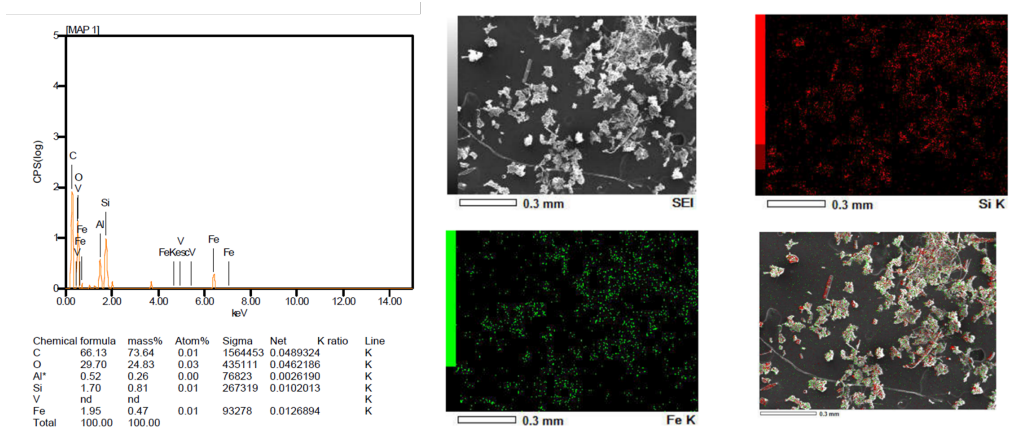 [MAP 1]
5
4
3
2
1
0
CPS(log)
C
O
V
Fe
Fe
V
Al
Si
FeKesc
V
V
Fe
Fe
0.00 2.00 4.00 6.00 8.00 10.00 12.00 14.00
keV
Chemical formula mass% Atom% Sigma Net K ratio Line
C 66.13 73.64 0.01 1564453 0.0489324 K
O 29.70 24.83 0.03 435111 0.0462186 K
Al* 0.52 0.26 0.00 76823 0.0026190 K
Si 1.70 0.81 0.01 267319 0.0102013 K
V nd nd K
Fe 1.95 0.47 0.01 93278 0.0126894 K
Total 100.00 100.00
0.3 mm SEI
0.3 mm Si K
0.3 mm Fe K
0.3 mm